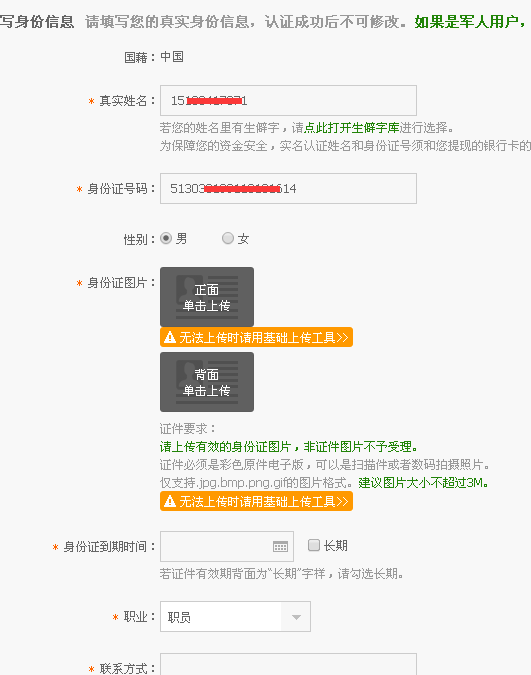 写身份信息 请填写您的真实身份信息，认证成功后不可修改。如果是军人用户，
国籍：中国
* 真实姓名：
若您的姓名里有生僻字，请点此打开生僻字库进行选择。
为保障您的资金安全，实名认证姓名和身份证号须和您提现的银行卡的
* 身份证号码：
性别： 男 女
* 身份证图片：
正面
单击上传
无法上传时请用基础上传工具>>
背面
单击上传
证件要求：
请上传有效的身份证图片，非证件图片不予受理。
证件必须是彩色原件电子版，可以是扫描件或者数码拍摄照片。
仅支持.jpg.bmp.png.gif的图片格式。建议图片大小不超过3M。
无法上传时请用基础上传工具>>
* 身份证到期时间： 长期
若证件有效期背面为“长期”字样，请勾选长期。
* 职业： 职员
* 联系方式：